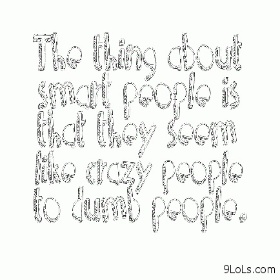 The thing about
smart people is
that they seem
like crazy people
to dumb people.
9LoLs.com